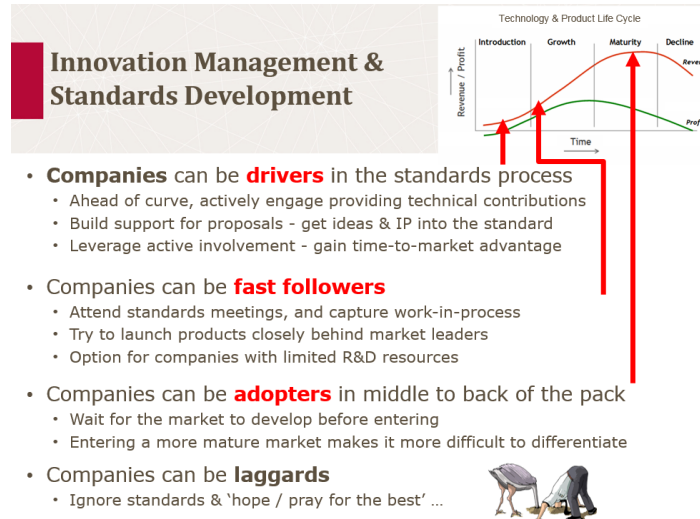 Technology & Product Life Cycle
Introduction Growth Maturity Decline
Revenue / Profit
Time
Innovation Management &
Standards Development
• Companies can be drivers in the standards process
• Ahead of curve, actively engage providing technical contributions
• Build support for proposals - get ideas & IP into the standard
• Leverage active involvement - gain time-to-market advantage
• Companies can be fast followers
• Attend standards meetings, and capture work-in-process
• Try to launch products closely behind market leaders
• Option for companies with limited R&D resources
• Companies can be adopters in middle to back of the pack
• Wait for the market to develop before entering
• Entering a more mature market makes it more difficult to differentiate
• Companies can be laggards
• Ignore standards & ‘hope / pray for the best’ …